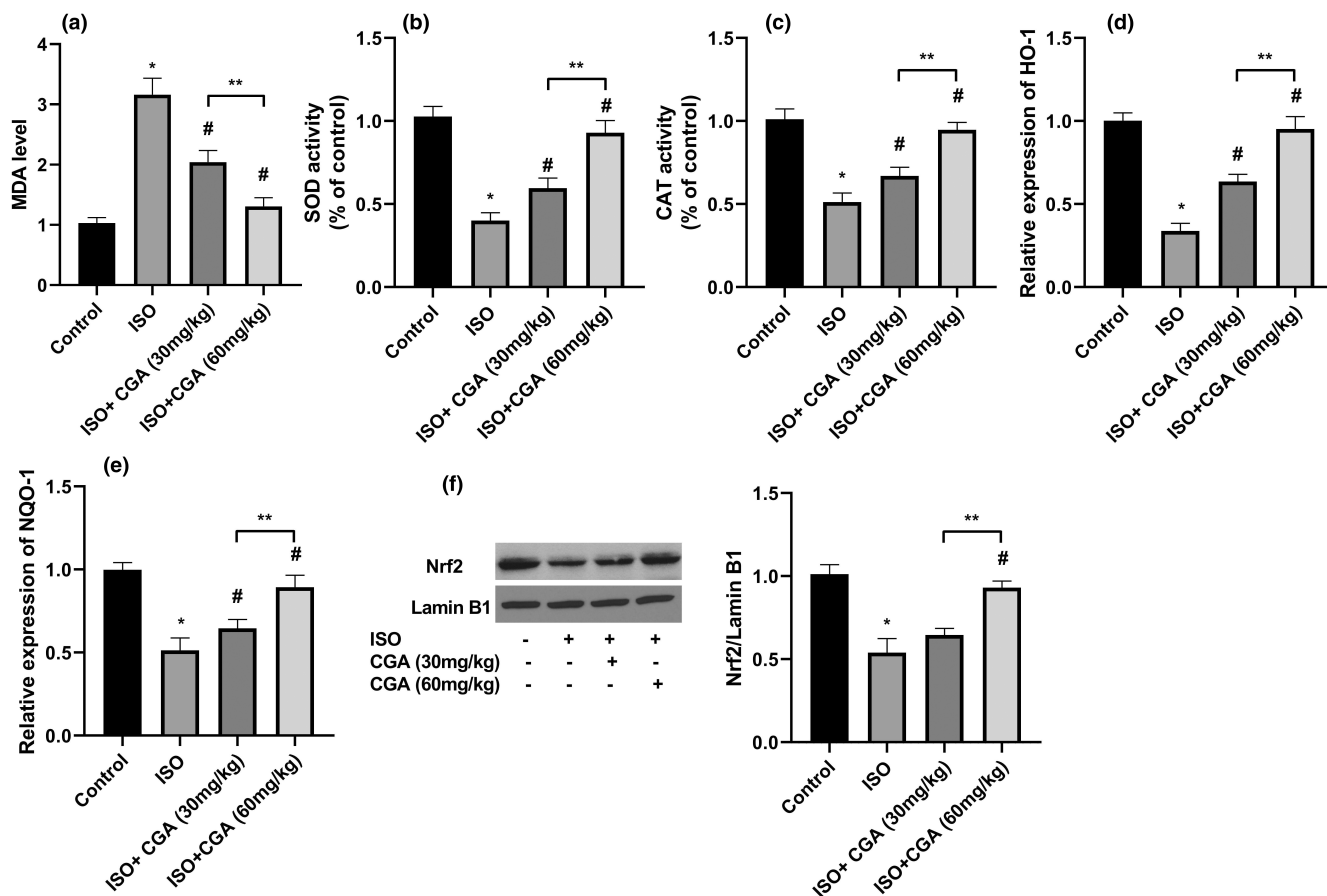 (a)
MDA level
4
3
2
1
0
*
#
**
#
Control
ISO
ISO+ CGA (30mg/kg)
ISO+CGA (60mg/kg)
(b)
SOD activity
(% of control)
1.5
1.0
0.5
0.0
*
#
**
#
Control
ISO
ISO+ CGA (30mg/kg)
ISO+CGA (60mg/kg)
(c)
CAT activity
(% of control)
1.5
1.0
0.5
0.0
*
#
**
#
Control
ISO
ISO+ CGA (30mg/kg)
ISO+CGA (60mg/kg)
(d)
Relative expression of HO-1
1.5
1.0
0.5
0.0
*
#
**
#
Control
ISO
ISO+ CGA (30mg/kg)
ISO+CGA (60mg/kg)
(e)
Relative expression of NQO-1
1.5
1.0
0.5
0.0
*
#
**
#
Control
ISO
ISO+ CGA (30mg/kg)
ISO+CGA (60mg/kg)
(f)
Nrf2
Lamin B1
ISO - + + +
CGA (30mg/kg) - - + -
CGA (60mg/kg) - - - +
Nrf2/Lamin B1
1.5
1.0
0.5
0.0
*
**
#
Control
ISO
ISO+ CGA (30mg/kg)
ISO+CGA (60mg/kg)